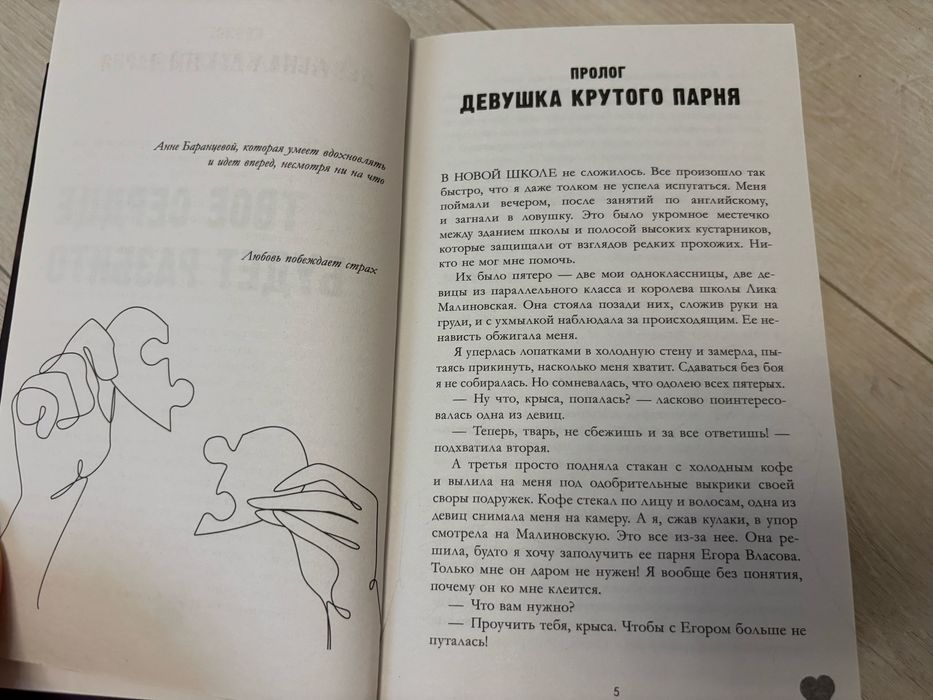 Анне Баранцевой, которая умеет вдохновлять
и идет вперед, несмотря ни на что
Любовь побеждает страх
ПРОЛОГ
ДЕВУШКА КРУТОГО ПАРНЯ
В НОВОЙ ШКОЛЕ не сложилось. Все произошло так
быстро, что я даже толком не успела испугаться. Меня
поймали вечером, после занятий по английскому,
и загнали в ловушку. Это было укромное местечко
между зданием школы и полосой высоких кустарников,
которые защищали от взглядов редких прохожих. Ни-
кто не мог мне помочь.
Их было пятеро — две мои одноклассницы, две де-
вицы из параллельного класса и королева школы Лика
Малиновская. Она стояла позади них, сложив руки на
груди, и с ухмылкой наблюдала за происходящим. Ее не-
нависть обжигала меня.
Я уперлась лопатками в холодную стену и замерла, пы-
таясь прикинуть, насколько меня хватит. Сдаваться без боя
я не собиралась. Но сомневалась, что одолею всех пятерых.
— Ну что, крыса, попалась? — ласково поинтересо-
валась одна из девиц.
— Теперь, тварь, не сбежишь и за все ответишь! —
подхватила вторая.
А третья просто подняла стакан с холодным кофе
и вылила на меня под одобрительные выкрики своей
своры подружек. Кофе стекал по лицу и волосам, одна из
девиц снимала меня на камеру. А я, сжав кулаки, в упор
смотрела на Малиновскую. Это все из-за нее. Она ре-
шила, будто я хочу заполучить ее парня Егора Власова.
Только мне он даром не нужен! Я вообще без понятия,
почему он ко мне клеится.
— Что вам нужно?
— Проучить тебя, крыса. Чтобы с Егором больше не
путалась!
5